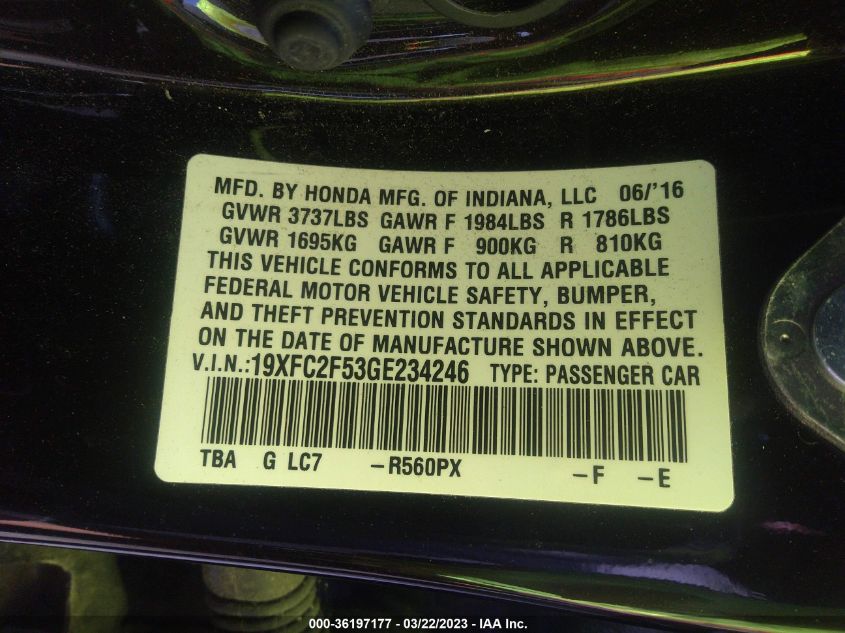 MFD. BY HONDA MFG. OF INDIANA, LLC 06/'16
GVWR 3737LBS GAWR F 1984LBS R 1786LBS
GVWR 1695KG GAWR F 900KG R 810KG
THIS VEHICLE CONFORMS TO ALL APPLICABLE
FEDERAL MOTOR VEHICLE SAFETY, BUMPER,
AND THEFT PREVENTION STANDARDS IN EFFECT
ON THE DATE OF MANUFACTURE SHOWN ABOVE.
V.I.N.:19XFC2F53GE234246 TYPE: PASSENGER CAR
TBA G LC7 -R560PX -F -E
000-36197177 - 03/22/2023 - IAA Inc.